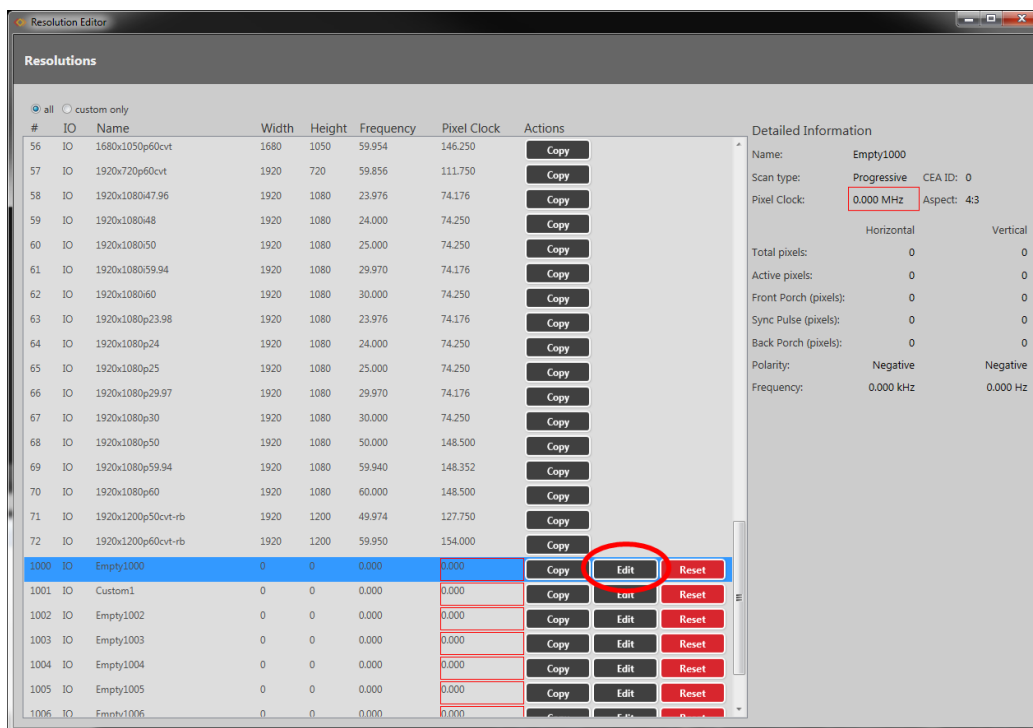 Resolution Editor
Resolutions
all custom only
# IO Name Width Height Frequency Pixel Clock Actions
56 IO 1680x1050p60cvt 1680 1050 59.954 146.250 Copy
57 IO 1920x720p60cvt 1920 720 59.856 111.750 Copy
58 IO 1920x1080i47.96 1920 1080 23.976 74.176 Copy
59 IO 1920x1080i48 1920 1080 24.000 74.250 Copy
60 IO 1920x1080i50 1920 1080 25.000 74.250 Copy
61 IO 1920x1080i59.94 1920 1080 29.970 74.176 Copy
62 IO 1920x1080i60 1920 1080 30.000 74.250 Copy
63 IO 1920x1080p23.98 1920 1080 23.976 74.176 Copy
64 IO 1920x1080p24 1920 1080 24.000 74.250 Copy
65 IO 1920x1080p25 1920 1080 25.000 74.250 Copy
66 IO 1920x1080p29.97 1920 1080 29.970 74.176 Copy
67 IO 1920x1080p30 1920 1080 30.000 74.250 Copy
68 IO 1920x1080p50 1920 1080 50.000 148.500 Copy
69 IO 1920x1080p59.94 1920 1080 59.940 148.352 Copy
70 IO 1920x1080p60 1920 1080 60.000 148.500 Copy
71 IO 1920x1200p50cvt-rb 1920 1200 49.974 127.750 Copy
72 IO 1920x1200p60cvt-rb 1920 1200 59.950 154.000 Copy
1000 IO Empty1000 0 0 0.000 0.000 Copy Edit Reset
1001 IO Custom1 0 0 0.000 0.000 Copy Edit Reset
1002 IO Empty1002 0 0 0.000 0.000 Copy Edit Reset
1003 IO Empty1003 0 0 0.000 0.000 Copy Edit Reset
1004 IO Empty1004 0 0 0.000 0.000 Copy Edit Reset
1005 IO Empty1005 0 0 0.000 0.000 Copy Edit Reset
1006 IO Empty1006 0 0 0.000 0.000 Copy Edit Reset
Detailed Information
Name: Empty1000
Scan type: Progressive CEA ID: 0
Pixel Clock: 0.000 MHz Aspect: 4:3
Horizontal Vertical
Total pixels: 0 0
Active pixels: 0 0
Front Porch (pixels): 0 0
Sync Pulse (pixels): 0 0
Back Porch (pixels): 0 0
Polarity: Negative Negative
Frequency: 0.000 kHz 0.000 Hz